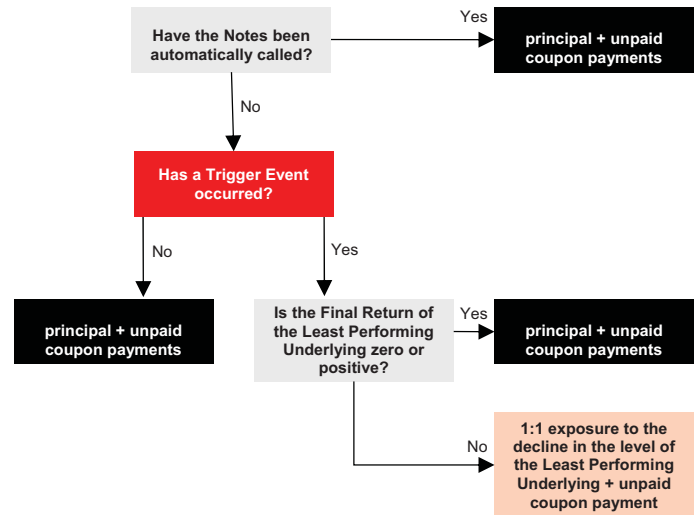 Have the Notes been
automatically called?
Yes
principal + unpaid
coupon payments
No
Has a Trigger Event
occurred?
No
Yes
principal + unpaid
coupon payments
Is the Final Return of
the Least Performing
Underlying zero or
positive?
Yes
principal + unpaid
coupon payments
No
1:1 exposure to the
decline in the level of
the Least Performing
Underlying + unpaid
coupon payment